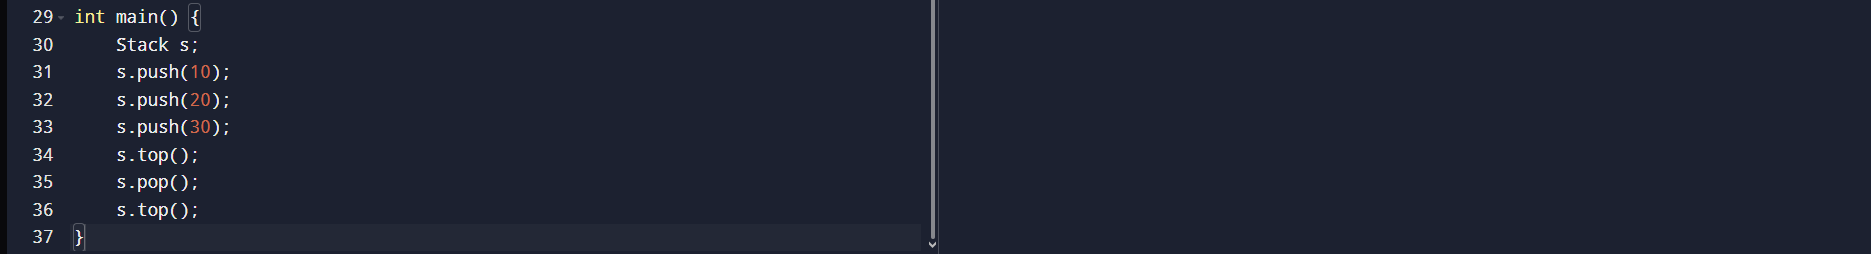 29 int main() {
30 Stack s;
31 s.push(10);
32 s.push(20);
33 s.push(30);
34 s.top();
35 s.pop();
36 s.top();
37 }